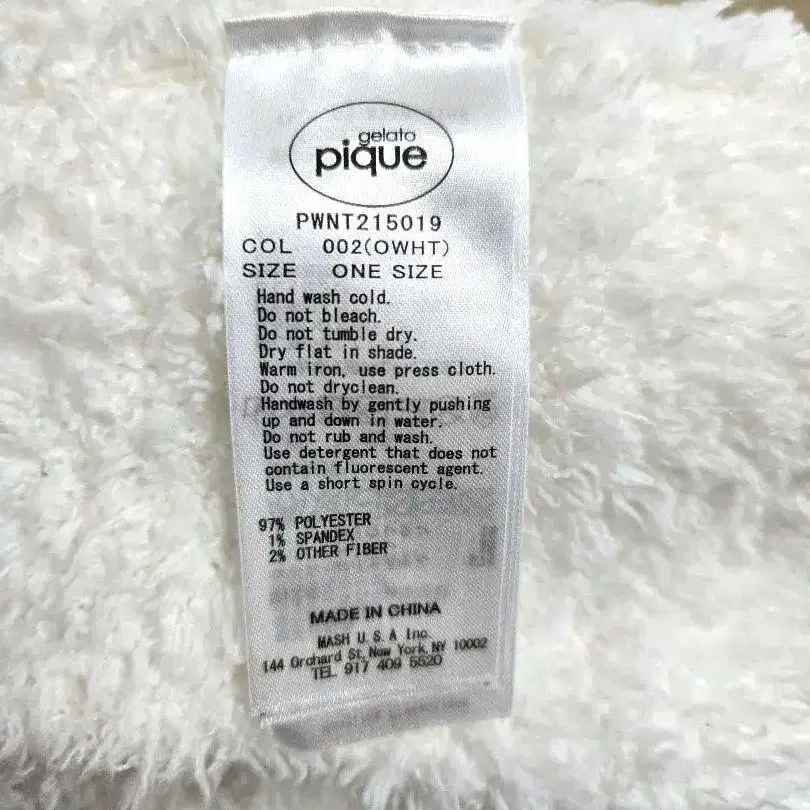 gelato
pique
PWNT215019
COL 002(OWHT)
SIZE ONE SIZE
Hand wash cold.
Do not bleach.
Do not tumble dry.
Dry flat in shade.
Warm iron, use press cloth.
Do not dryclean.
Handwash by gently pushing
up and down in water.
Do not rub and wash.
Use detergent that does not
contain fluorescent agent.
Use a short spin cycle.
97% POLYESTER
1% SPANDEX
2% OTHER FIBER
MADE IN CHINA
MASH U.S.A Inc.
144 Orchard St, New York, NY 10002
TEL 917 409 5520